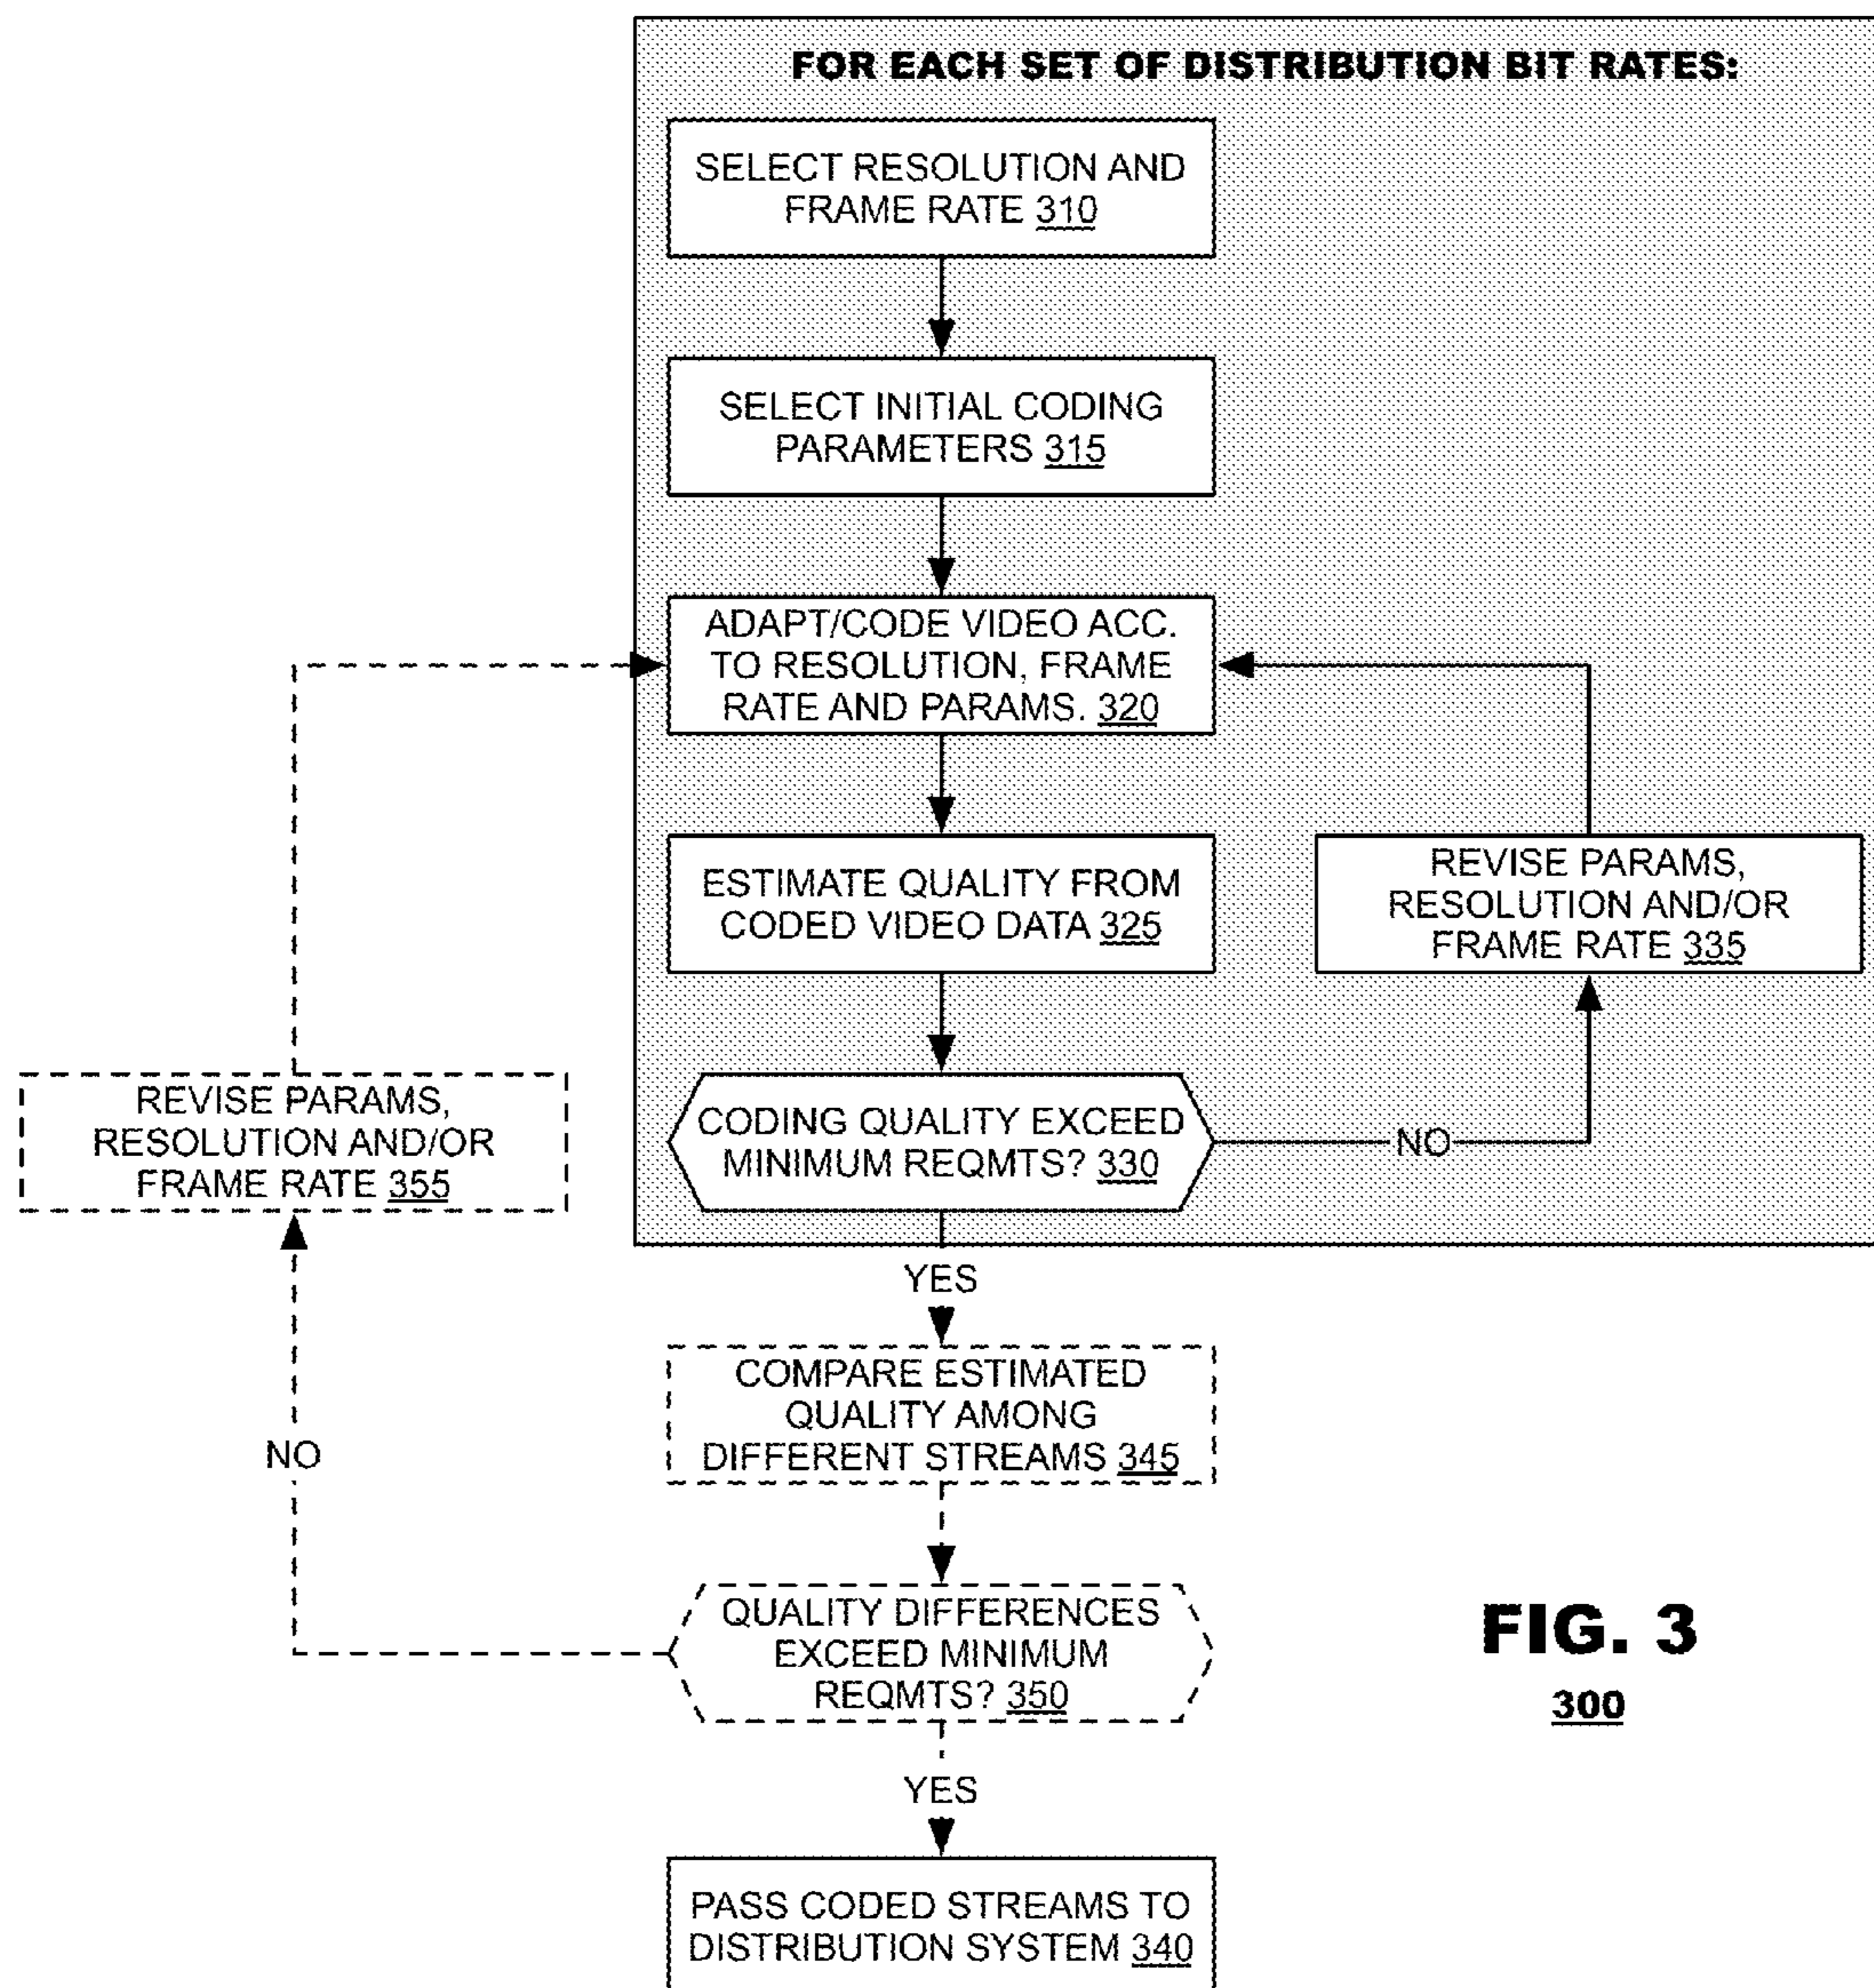 FOR EACH SET OF DISTRIBUTION BIT RATES:
SELECT RESOLUTION AND
FRAME RATE 310
SELECT INITIAL CODING
PARAMETERS 315
ADAPT/CODE VIDEO ACC.
TO RESOLUTION, FRAME
RATE AND PARAMS. 320
ESTIMATE QUALITY FROM
CODED VIDEO DATA 325
REVISE PARAMS,
RESOLUTION AND/OR
FRAME RATE 335
CODING QUALITY EXCEED
MINIMUM REQMTS? 330
NO
REVISE PARAMS,
RESOLUTION AND/OR
FRAME RATE 355
YES
COMPARE ESTIMATED
QUALITY AMONG
DIFFERENT STREAMS 345
NO
QUALITY DIFFERENCES
EXCEED MINIMUM
REQMTS? 350
YES
PASS CODED STREAMS TO
DISTRIBUTION SYSTEM 340
FIG. 3
300